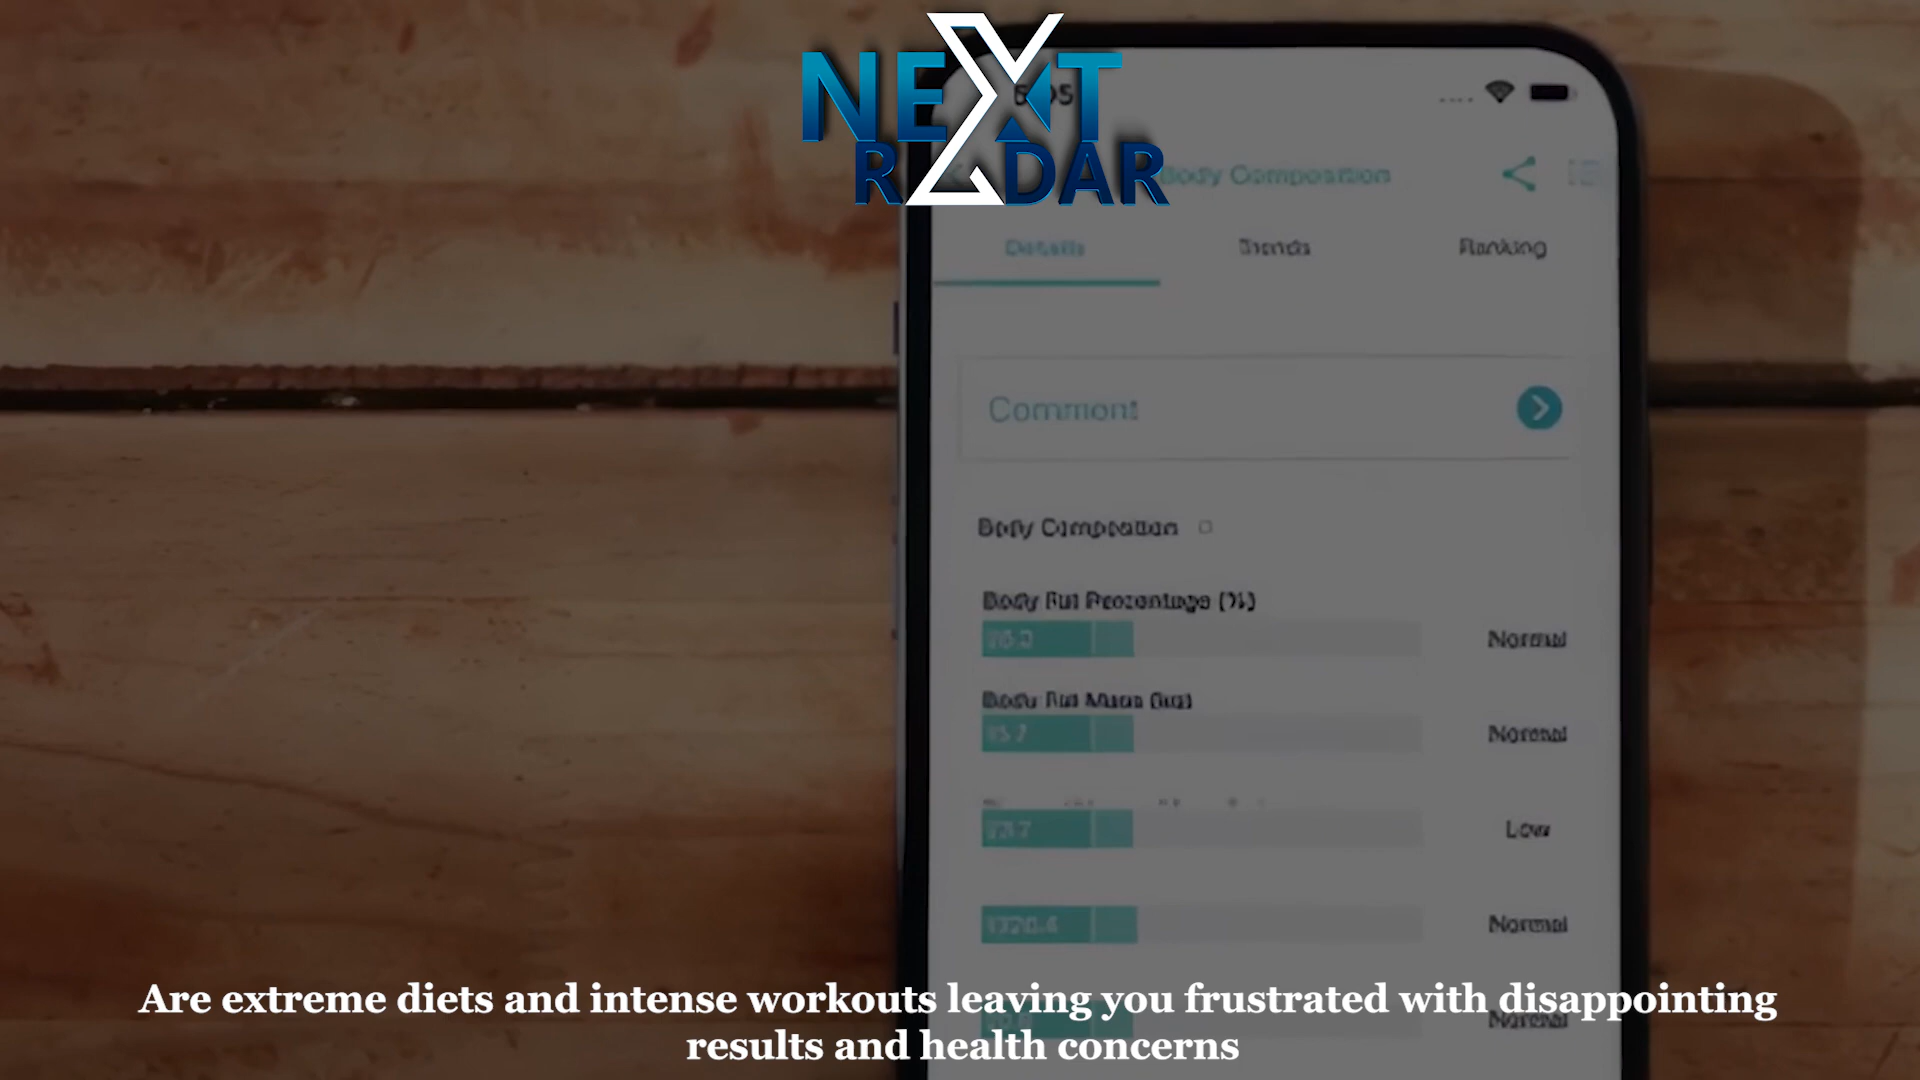 NEXT
RADAR
Body Composition
Details
Trends
Ranking
Comment
Body Composition
Body Fat Percentage (%)
Normal
Normal
Low
Normal
Are extreme diets and intense workouts leaving you frustrated with disappointing
results and health concerns
Normal